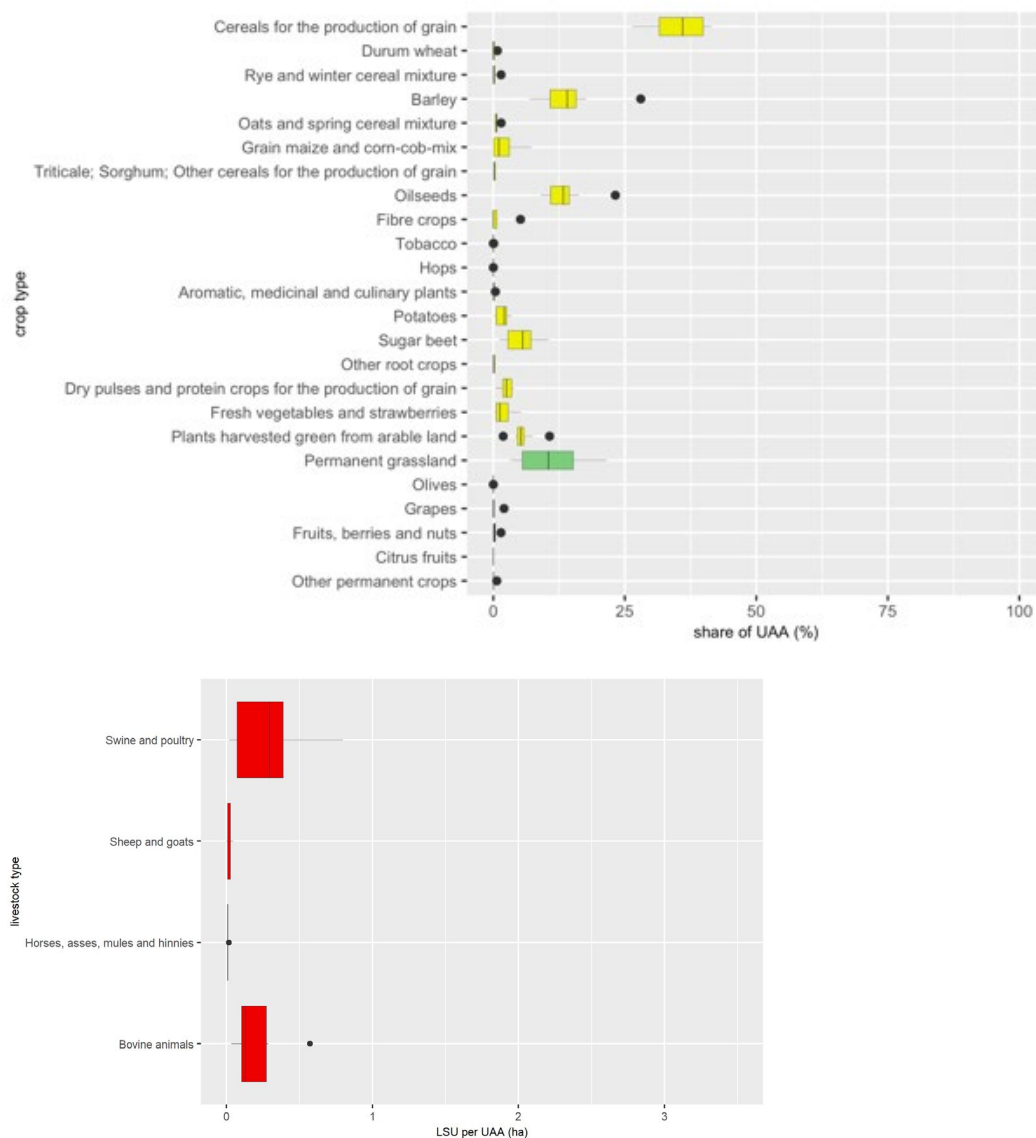 Cereals for the production of grain
Durum wheat
Rye and winter cereal mixture
Barley
Oats and spring cereal mixture
Grain maize and corn-cob-mix
Triticale; Sorghum; Other cereals for the production of grain
Oilseeds
Fibre crops
Tobacco
Hops
Aromatic, medicinal and culinary plants
Potatoes
Sugar beet
Other root crops
Dry pulses and protein crops for the production of grain
Fresh vegetables and strawberries
Plants harvested green from arable land
Permanent grassland
Olives
Grapes
Fruits, berries and nuts
Citrus fruits
Other permanent crops
crop type
0 25 50 75 100
share of UAA (%)
Swine and poultry
Sheep and goats
Horses, asses, mules and hinnies
Bovine animals
livestock type
0 1 2 3
LSU per UAA (ha)